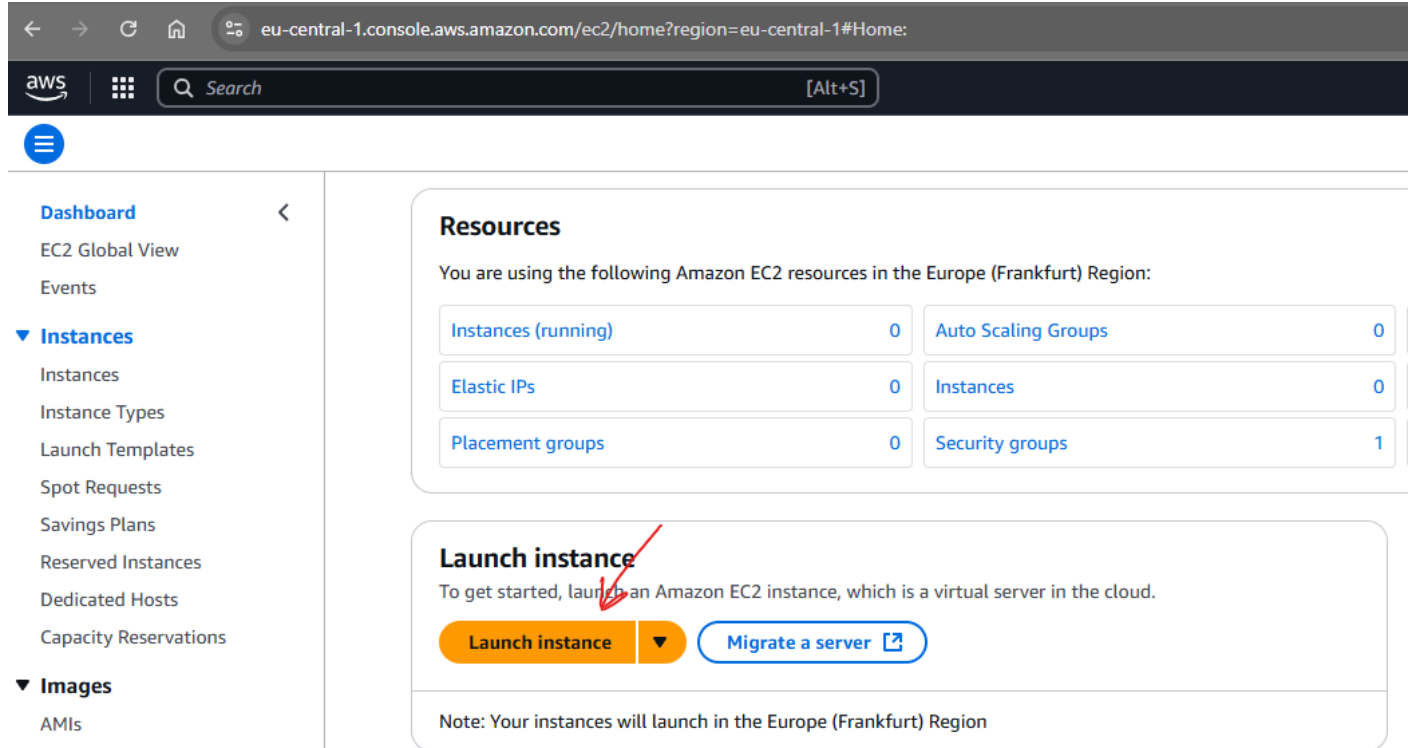 eu-central-1.console.aws.amazon.com/ec2/home?region=eu-central-1#Home:
aws
Search
[Alt+S]
Dashboard
EC2 Global View
Events
Instances
Instances
Instance Types
Launch Templates
Spot Requests
Savings Plans
Reserved Instances
Dedicated Hosts
Capacity Reservations
Images
AMIs
Resources
You are using the following Amazon EC2 resources in the Europe (Frankfurt) Region:
Instances (running) 0 Auto Scaling Groups 0
Elastic IPs 0 Instances 0
Placement groups 0 Security groups 1
Launch instance
To get started, launch an Amazon EC2 instance, which is a virtual server in the cloud.
Launch instance Migrate a server
Note: Your instances will launch in the Europe (Frankfurt) Region